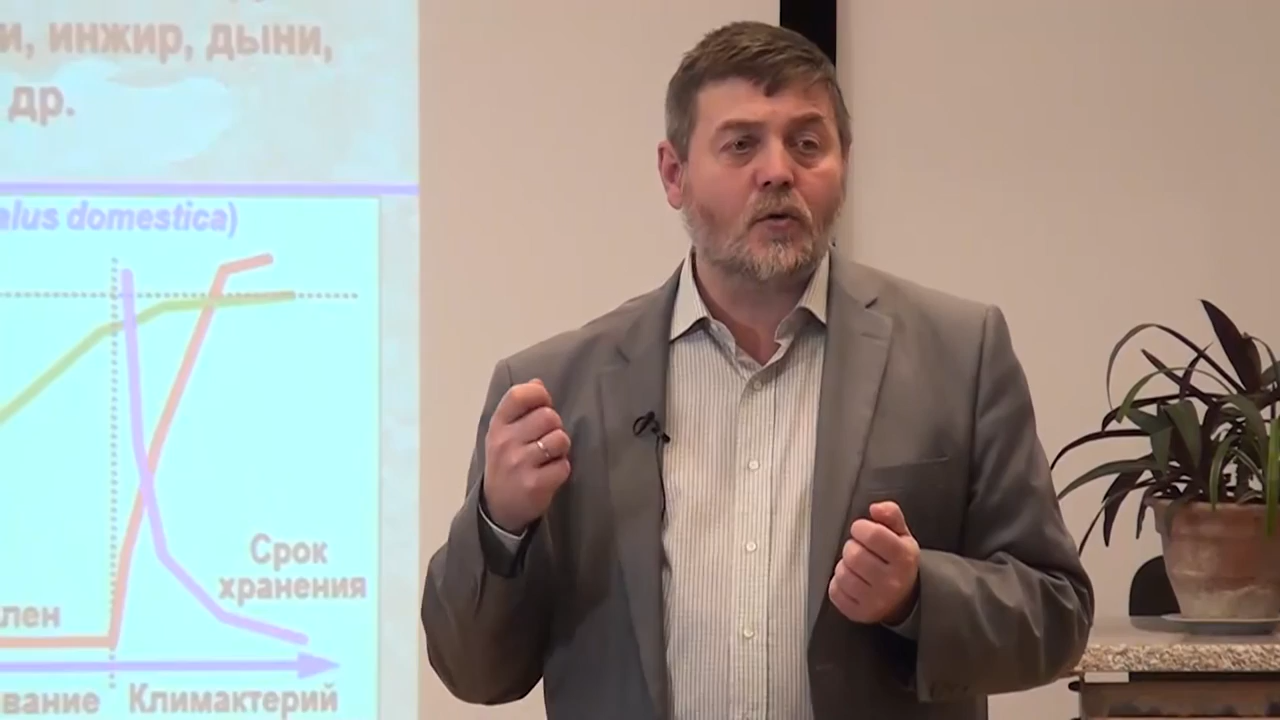 и, инжир, дыни,
др.
alus domestica)
Срок
хранения
лен
вание Климактерий